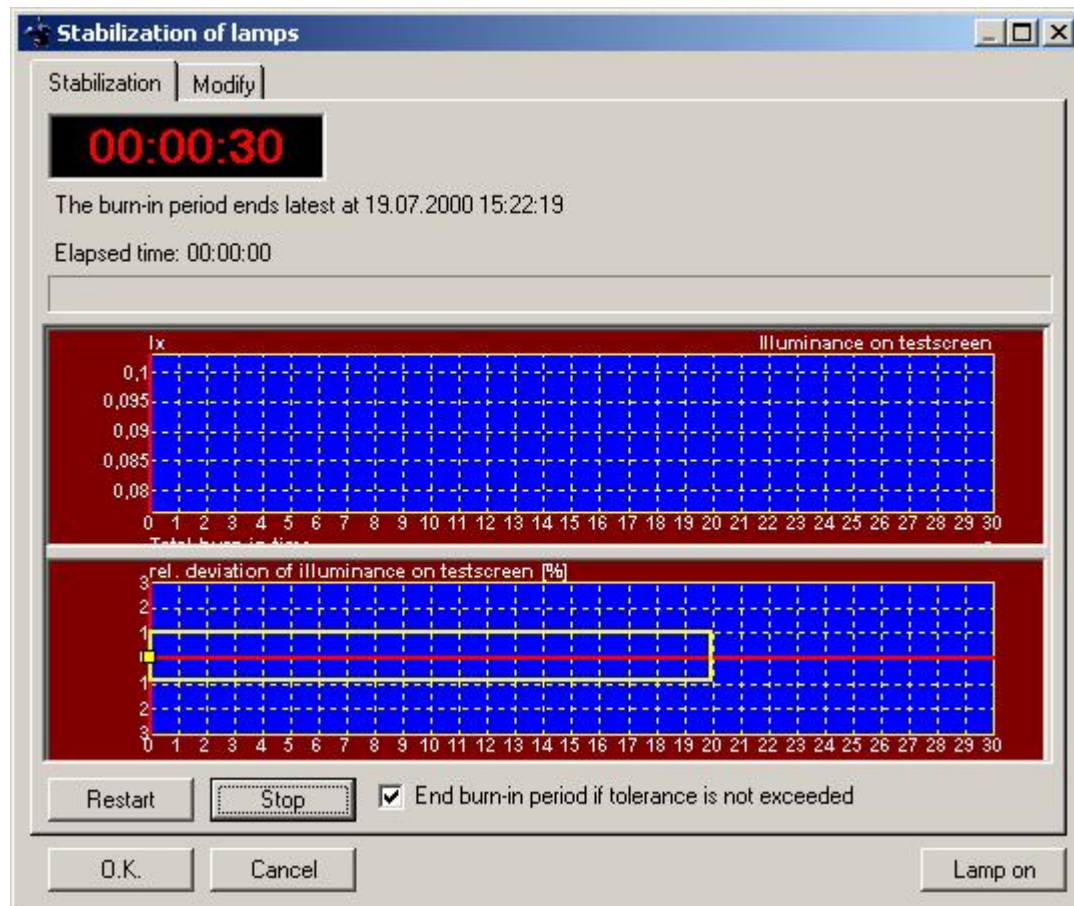 Stabilization of lamps
Stabilization Modify
00:00:30
The burn-in period ends latest at 19.07.2000 15:22:19
Elapsed time: 00:00:00
lx Illuminance on testscreen
0,1
0,095
0,09
0,085
0,08
0 1 2 3 4 5 6 7 8 9 10 11 12 13 14 15 16 17 18 19 20 21 22 23 24 25 26 27 28 29 30
Total burn-in time
rel. deviation of illuminance on testscreen [%]
3
2
1
1
2
3
0 1 2 3 4 5 6 7 8 9 10 11 12 13 14 15 16 17 18 19 20 21 22 23 24 25 26 27 28 29 30
Restart Stop End burn-in period if tolerance is not exceeded
O.K. Cancel Lamp on